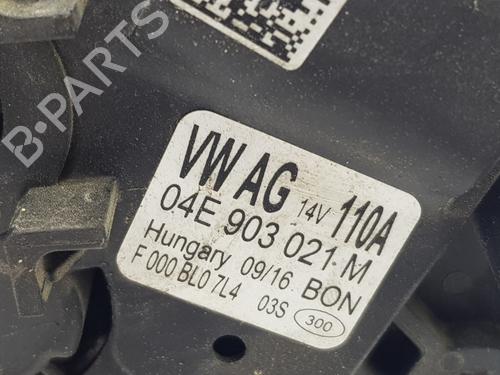 B-PARTS
VW AG 14V 110A
04E 903 021 M
Hungary 09/16 BON
F 000 BL0 7L4 03S 300